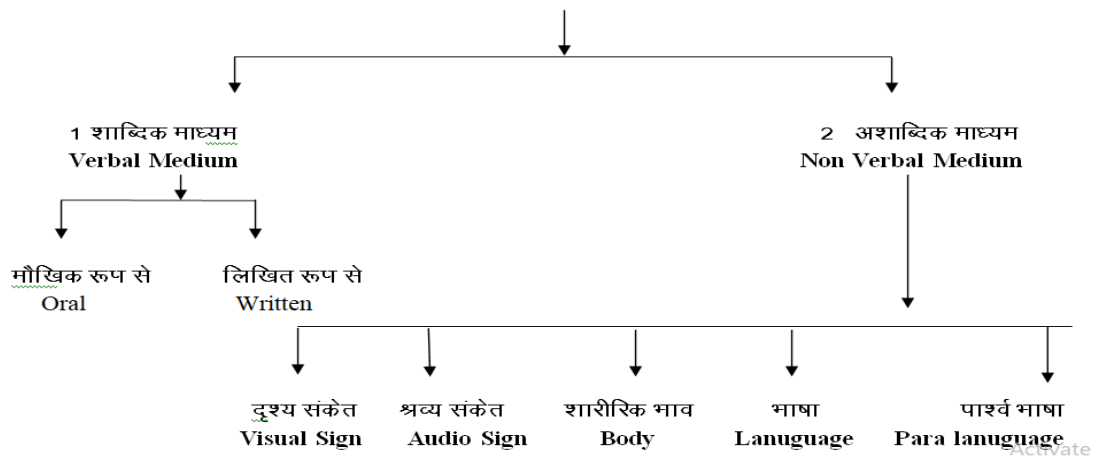 1 शाब्दिक माध्यम
Verbal Medium
2 अशाब्दिक माध्यम
Non Verbal Medium
मौखिक रूप से
Oral
लिखित रूप से
Written
दृश्य संकेत
Visual Sign
श्रव्य संकेत
Audio Sign
शारीरिक भाव
Body
भाषा
Lanuguage
पार्श्व भाषा
Para lanuguage
Activate